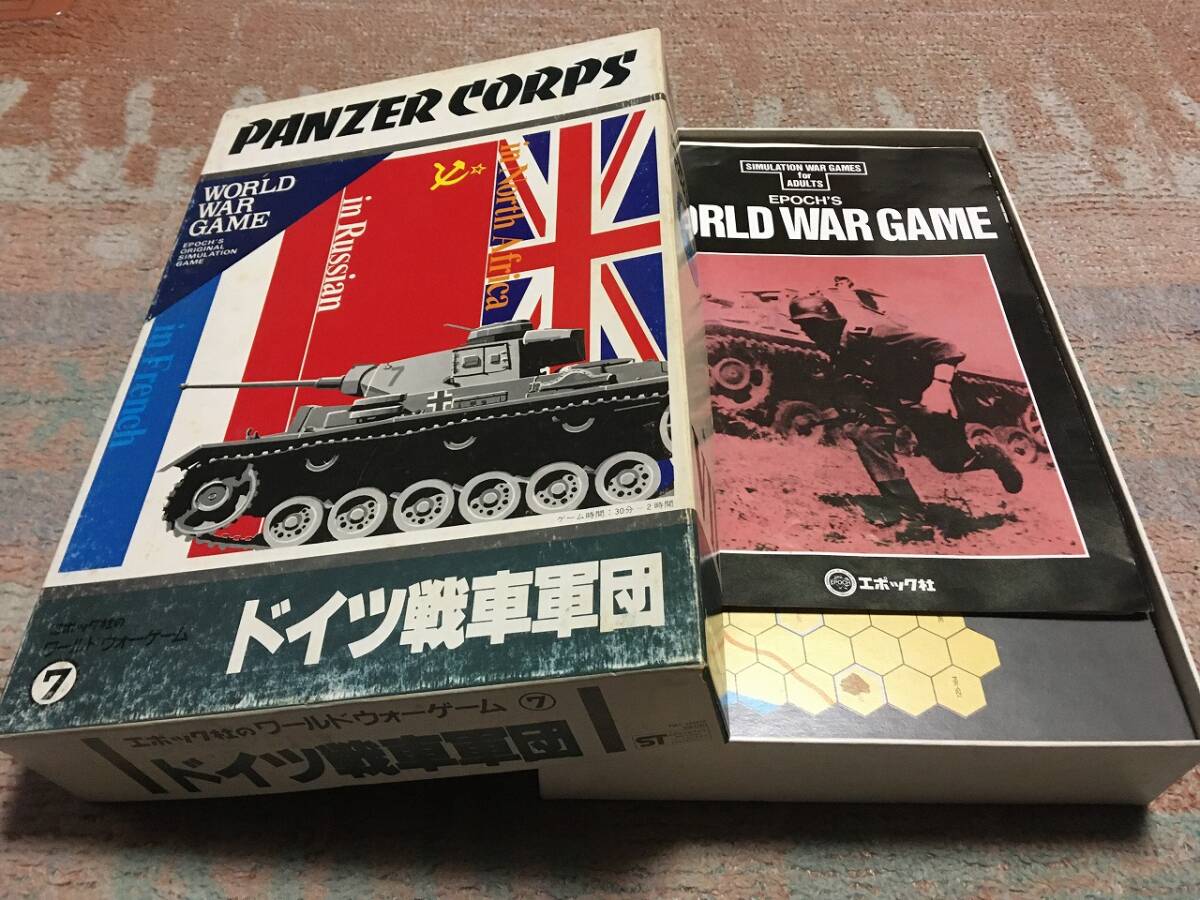 PANZER CORPS
WORLD
WAR
GAME
EPOCH'S
ORIGINAL
SIMULATION
GAME
in French
in Russian
in North Africa
7
ゲーム時間:30分-2時間
エポック社の
ワールドウォーゲーム
7
ドイツ戦車軍団
エポック社のワールドウォーゲーム 7
ドイツ戦車軍団
ST
SIMULATION WAR GAMES
for
ADULTS
EPOCH'S
ORLD WAR GAME
EPOCH
エポック社